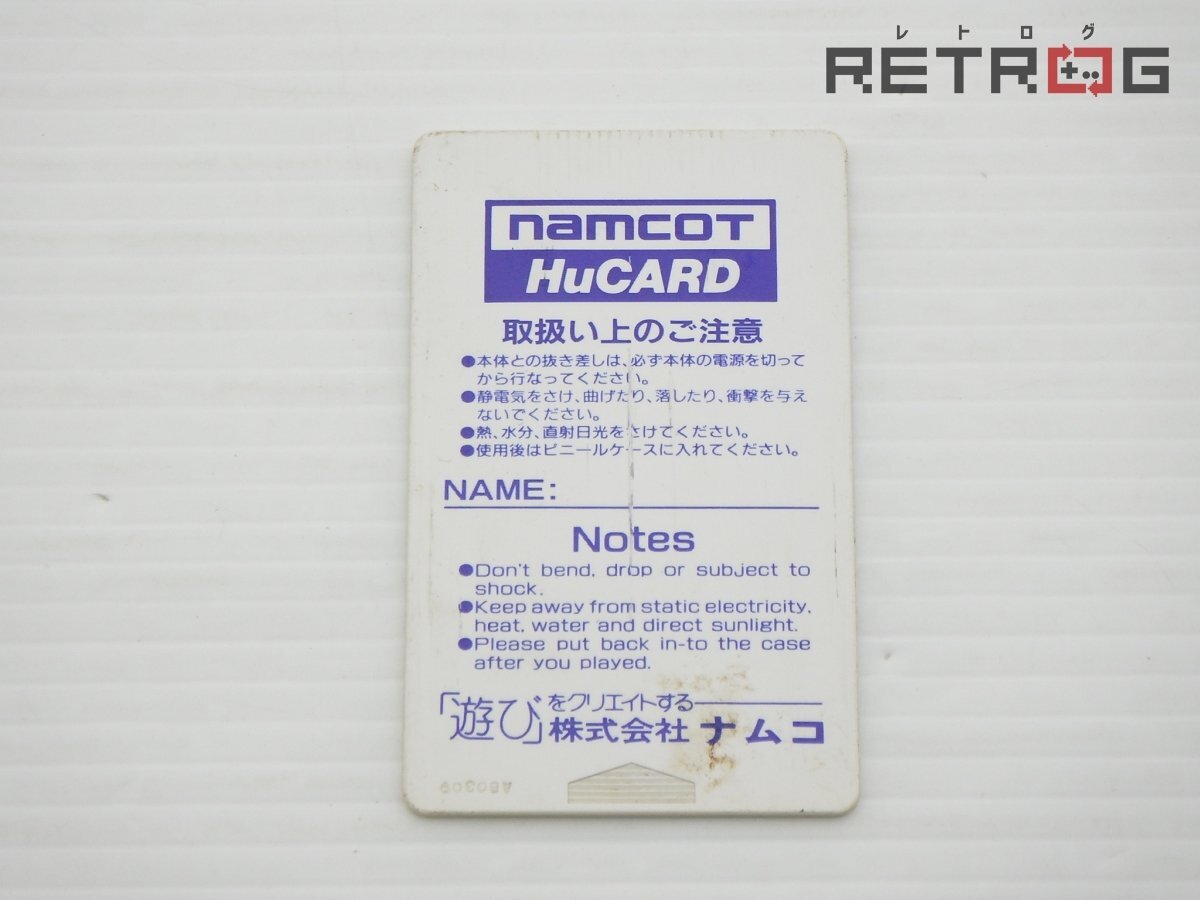 レトログ
RETROG
namcot
HuCARD
取扱い上のご注意
●本体との抜き差しは、必ず本体の電源を切って
から行なってください。
●静電気をさけ、曲げたり、落したり、衝撃を与え
ないでください。
●熱、水分、直射日光をさけてください。
●使用後はビニールケースに入れてください。
NAME:
Notes
●Don't bend, drop or subject to
shock.
●Keep away from static electricity,
heat, water and direct sunlight.
●Please put back in-to the case
after you played.
「遊び」をクリエイトする
株式会社ナムコ